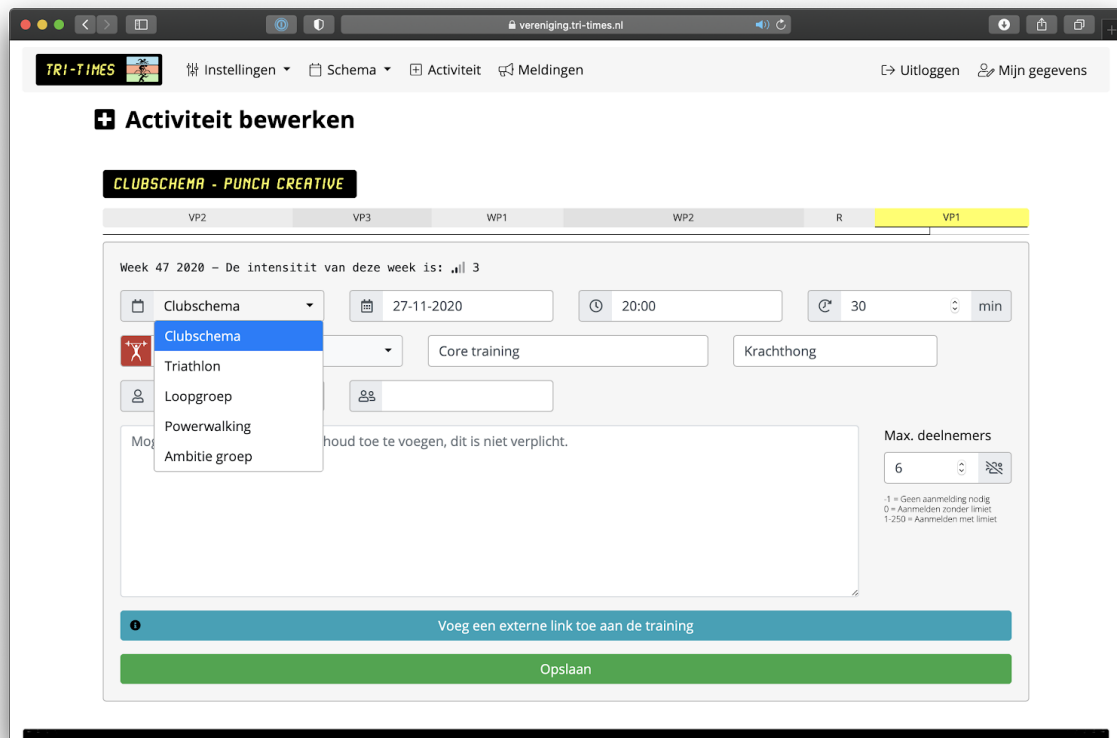 vereniging.tri-times.nl
TRI-TIMES
Instellingen
Schema
Activiteit
Meldingen
Uitloggen
Mijn gegevens
Activiteit bewerken
CLUBSCHEMA - PUNCH CREATIVE
VP2 VP3 WP1 WP2 R VP1
Week 47 2020 – De intensitit van deze week is: 3
Clubschema
27-11-2020
20:00
30 min
Clubschema
Triathlon
Loopgroep
Powerwalking
Ambitie groep
Core training
Krachthong
houd toe te voegen, dit is niet verplicht.
Max. deelnemers
6
-1 = Geen aanmelding nodig
0 = Aanmelden zonder limiet
1-250 = Aanmelden met limiet
Voeg een externe link toe aan de training
Opslaan